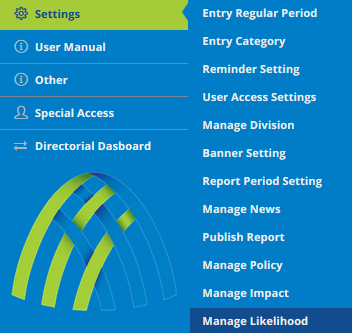 Settings
User Manual
Other
Special Access
Directorial Dasboard
Entry Regular Period
Entry Category
Reminder Setting
User Access Settings
Manage Division
Banner Setting
Report Period Setting
Manage News
Publish Report
Manage Policy
Manage Impact
Manage Likelihood